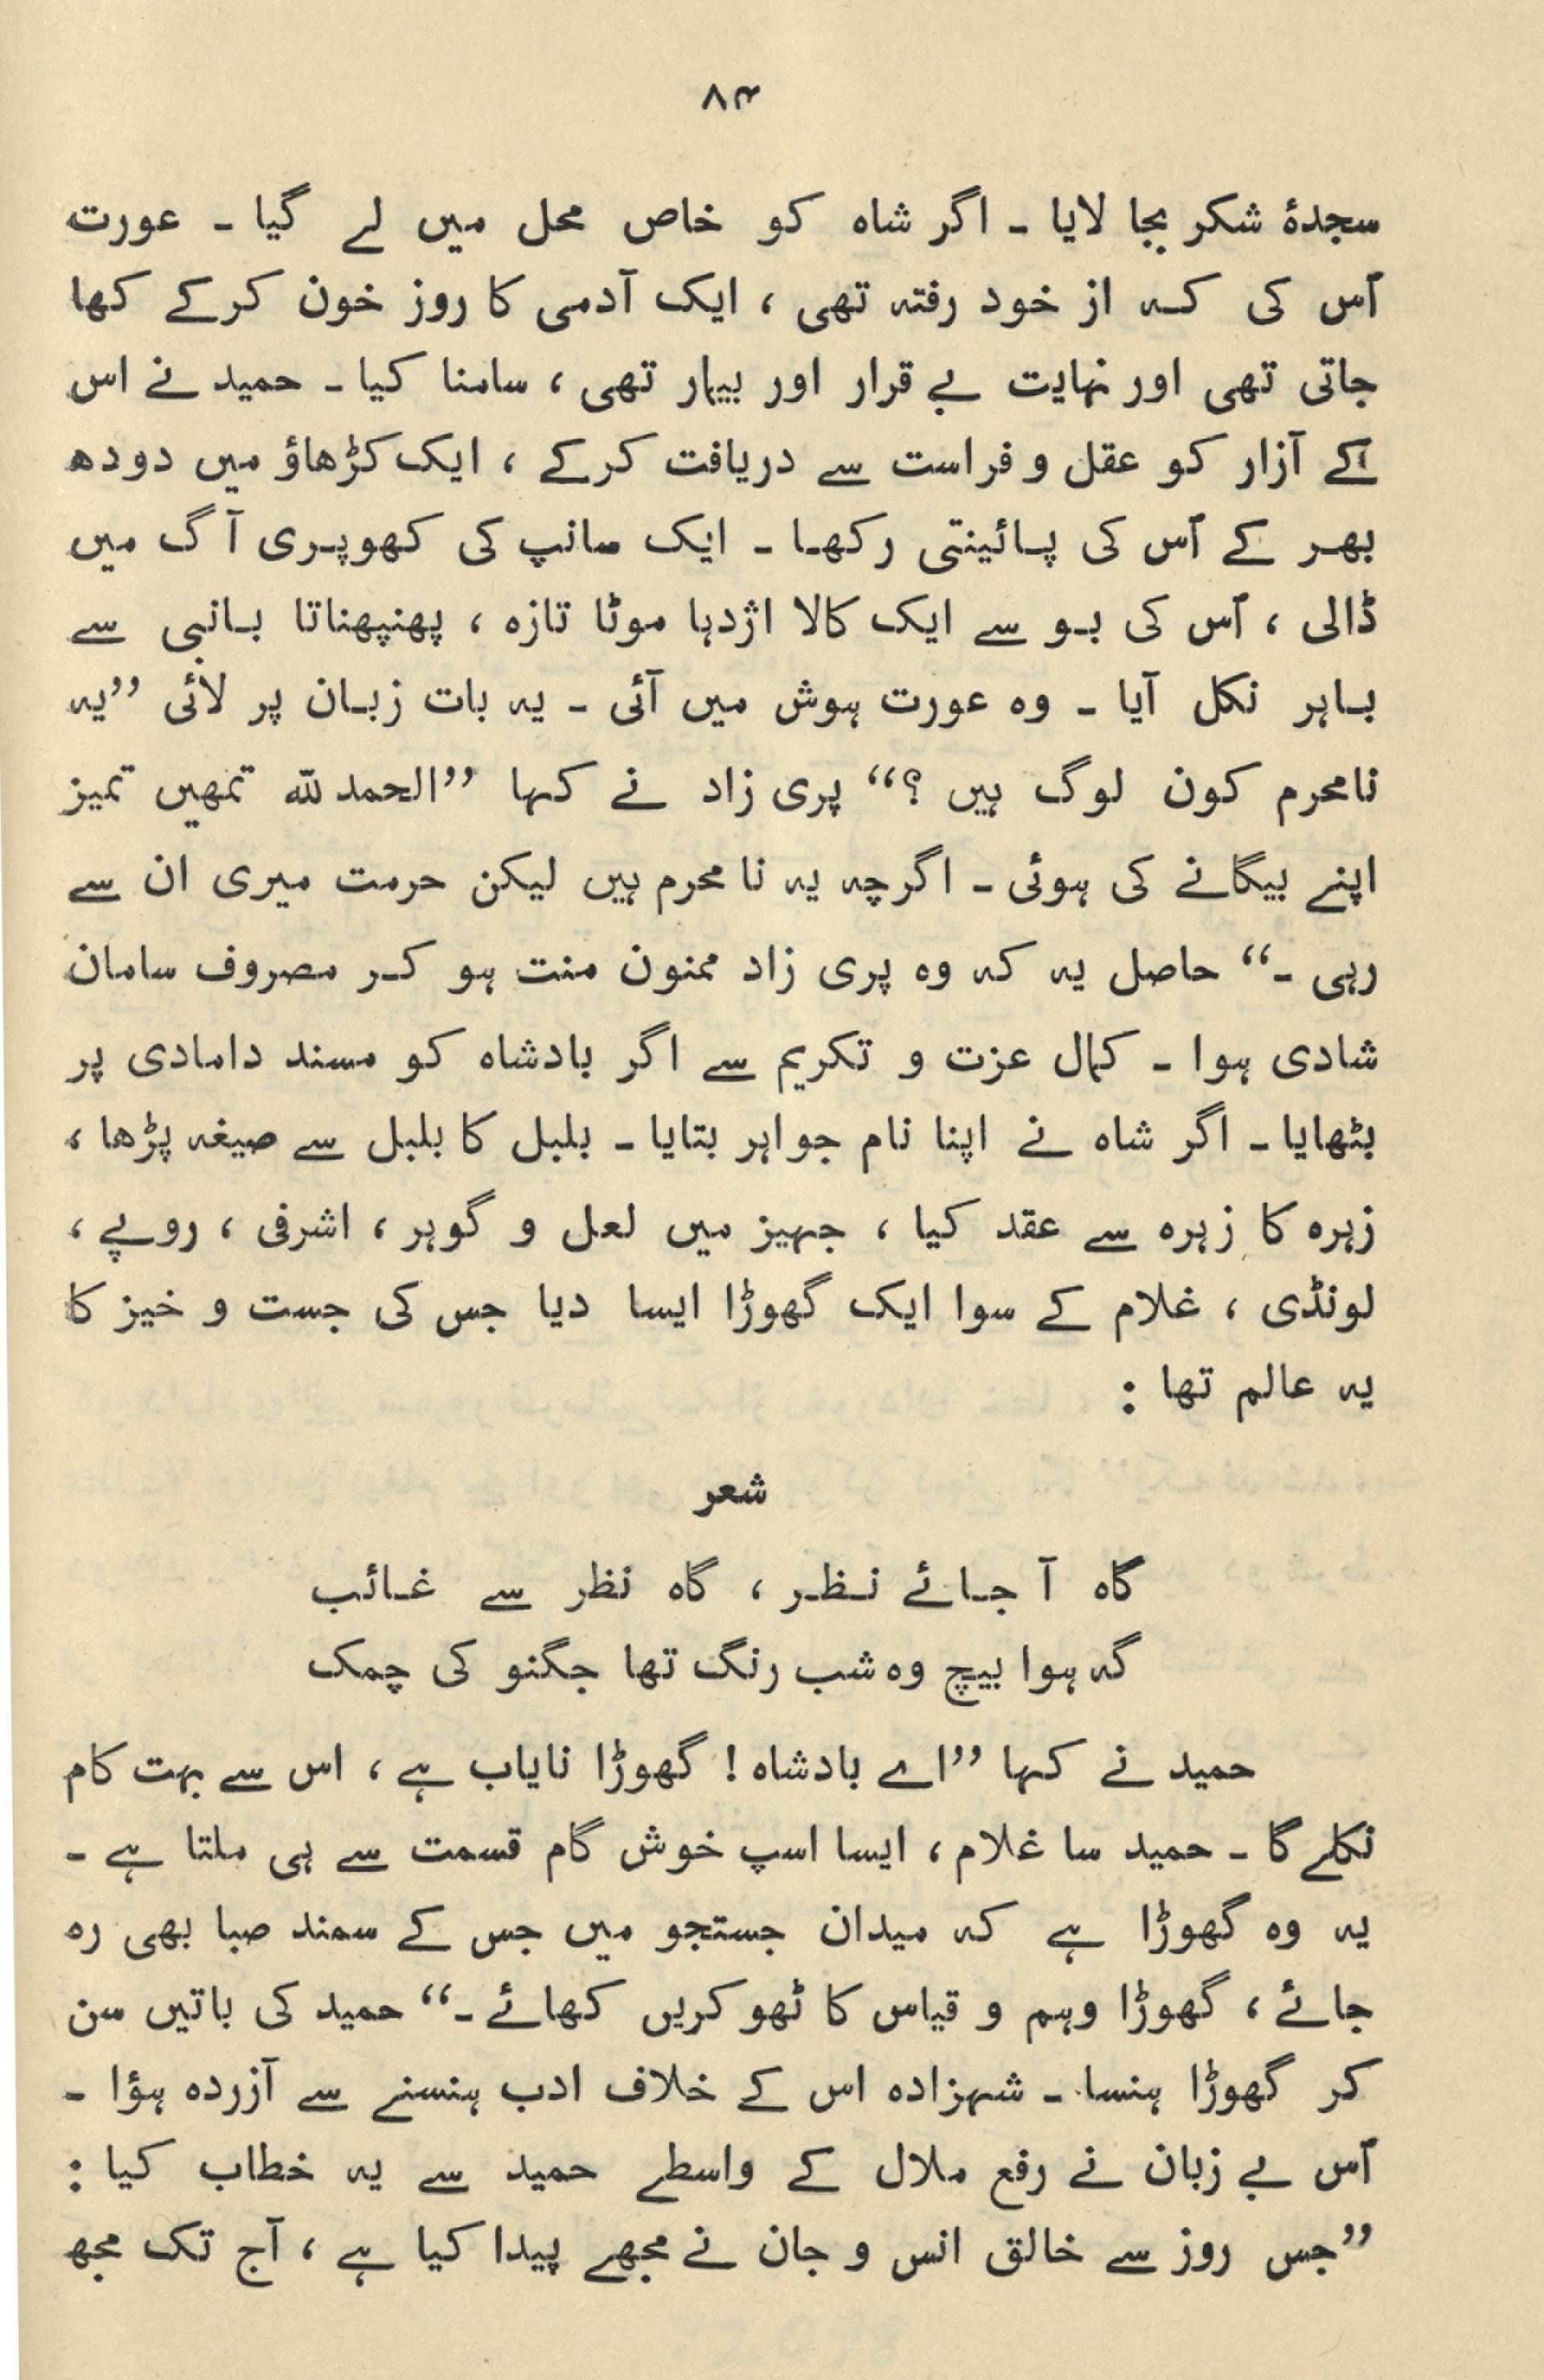 ۸۴
سجدۂ شکر بجا لایا ۔ اگر شاہ کو خاص محل میں لے گیا ۔ عورت
اُس کی کہ از خود رفتہ تھی ، ایک آدمی کا روز خون کرکے کھا
جاتی تھی اور نہایت بے قرار اور بیمار تھی ، سامنا کیا ۔ حمید نے اس
کے آزار کو عقل و فراست سے دریافت کرکے ، ایک کڑھاؤ میں دودھ
بھر کے اُس کی پائینتی رکھا ۔ ایک سانپ کی کھوپری آگ میں
ڈالی ، اُس کی بو سے ایک کالا اژدہا موٹا تازہ ، پھنپھناتا بانبی سے
باہر نکل آیا ۔ وہ عورت ہوش میں آئی ۔ یہ بات زبان پر لائی ”یہ
نامحرم کون لوگ ہیں ؟“ پری زاد نے کہا ”الحمد للہ تمھیں تمیز
اپنے بیگانے کی ہوئی ۔ اگرچہ یہ نا محرم ہیں لیکن حرمت میری ان سے
رہی ۔“ حاصل یہ کہ وہ پری زاد ممنون منت ہو کر مصروف سامان
شادی ہوا ۔ کمال عزت و تکریم سے اگر بادشاہ کو مسند دامادی پر
بٹھایا ۔ اگر شاہ نے اپنا نام جواہر بتایا ۔ بلبل کا بلبل سے صیغہ پڑھا ،
زہرہ کا زہرہ سے عقد کیا ، جہیز میں لعل و گوہر ، اشرفی ، روپے ،
لونڈی ، غلام کے سوا ایک گھوڑا ایسا دیا جس کی جست و خیز کا
یہ عالم تھا :
شعر
گاہ آ جائے نظر ، گاہ نظر سے غائب
گہ ہوا بیچ وہ شب رنگ تھا جگنو کی چمک
حمید نے کہا ”اے بادشاہ ! گھوڑا نایاب ہے ، اس سے بہت کام
نکلے گا ۔ حمید سا غلام ، ایسا اسپ خوش گام قسمت سے ہی ملتا ہے ۔
یہ وہ گھوڑا ہے کہ میدان جستجو میں جس کے سمند صبا بھی رہ
جائے ، گھوڑا وہم و قیاس کا ٹھوکریں کھائے ۔“ حمید کی باتیں سن
کر گھوڑا ہنسا ۔ شہزادہ اس کے خلاف ادب ہنسنے سے آزردہ ہؤا ۔
اُس بے زبان نے رفع ملال کے واسطے حمید سے یہ خطاب کیا :
”جس روز سے خالق انس و جان نے مجھے پیدا کیا ہے ، آج تک مجھ